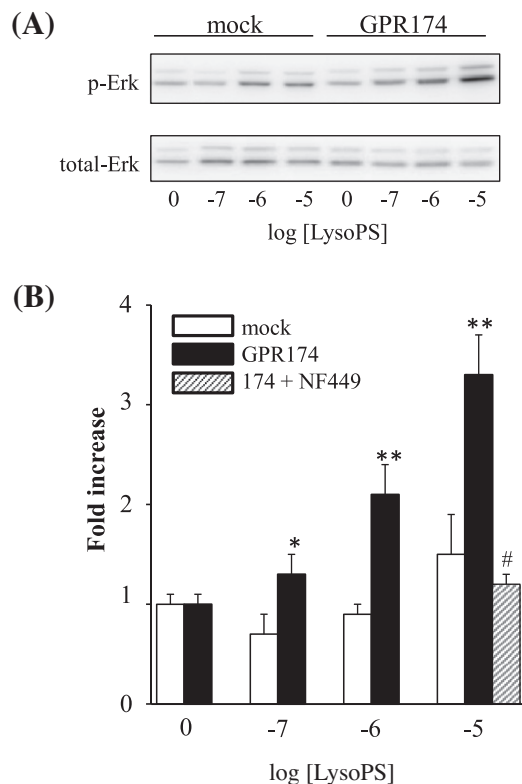 (A)
mock GPR174
p-Erk
total-Erk
0 -7 -6 -5 0 -7 -6 -5
log [LysoPS]
(B)
4
mock
GPR174
174 + NF449
**
3
**
2
*
#
1
0
Fold increase
0 -7 -6 -5
log [LysoPS]